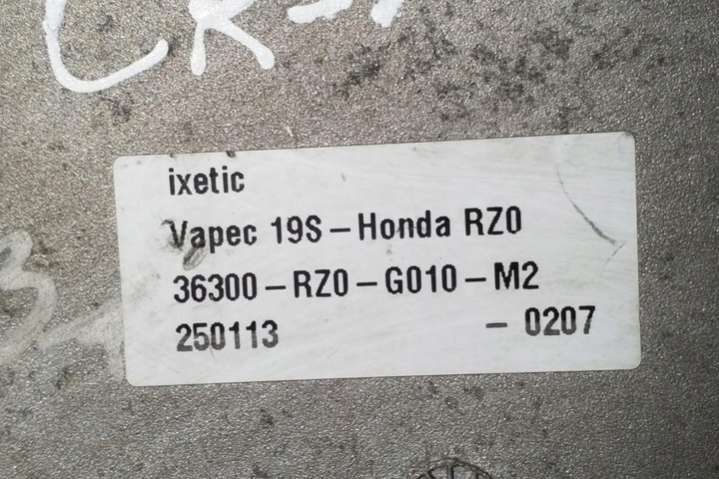 ixetic
Vapec 19S – Honda RZ0
36300 – RZ0 – G010 – M2
250113 – 0207